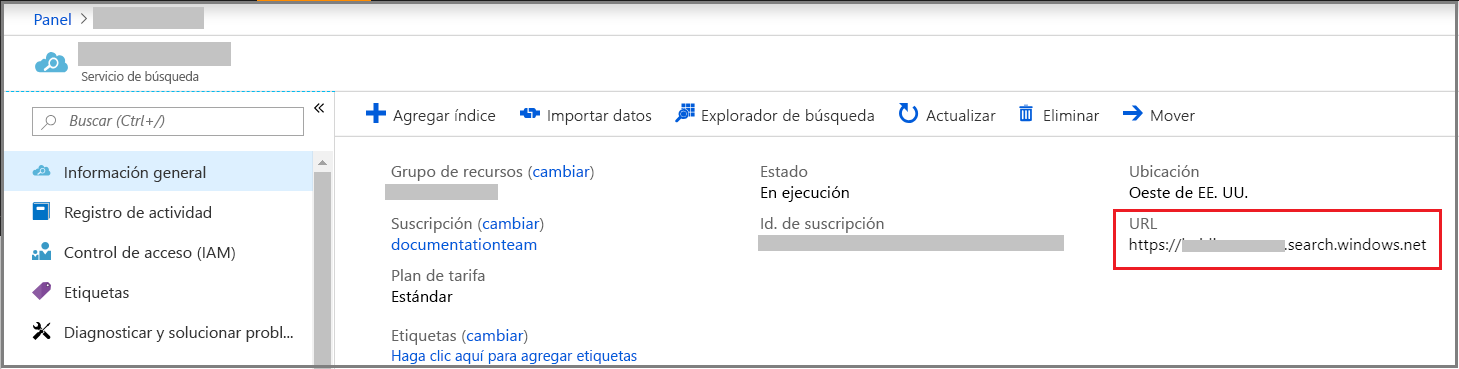 Panel >
Servicio de búsqueda
Buscar (Ctrl+/) «
Agregar índice Importar datos Explorador de búsqueda Actualizar Eliminar Mover
Información general
Registro de actividad
Control de acceso (IAM)
Etiquetas
Diagnosticar y solucionar probl...
Grupo de recursos (cambiar)
Suscripción (cambiar)
documentationteam
Plan de tarifa
Estándar
Etiquetas (cambiar)
Haga clic aquí para agregar etiquetas
Estado
En ejecución
Id. de suscripción
Ubicación
Oeste de EE. UU.
URL
https:// .search.windows.net